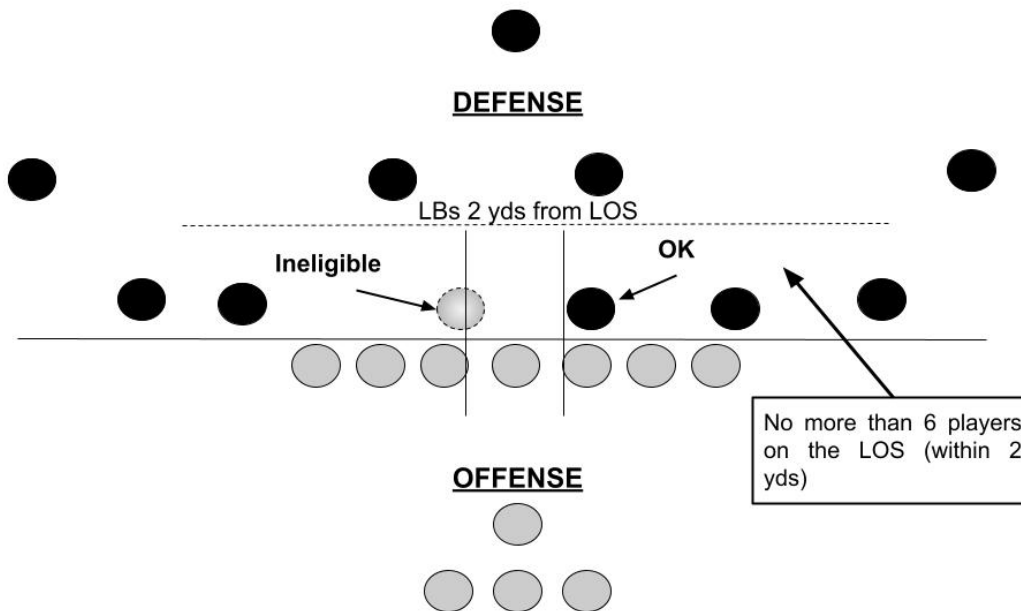 DEFENSE
LBs 2 yds from LOS
Ineligible
OK
No more than 6 players
on the LOS (within 2
yds)
OFFENSE